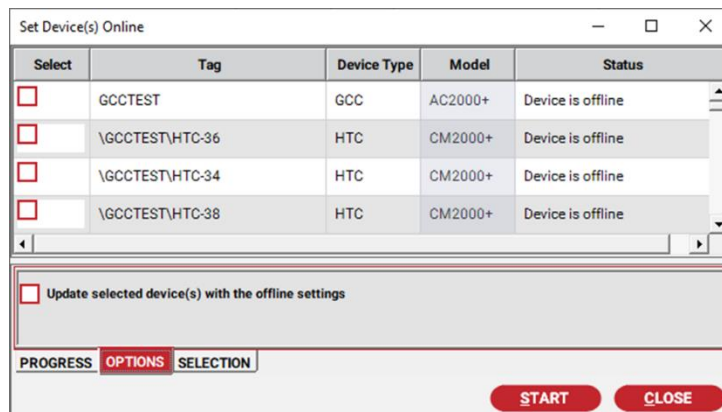 Set Device(s) Online
Select Tag Device Type Model Status
GCCTEST GCC AC2000+ Device is offline
\GCCTEST\HTC-36 HTC CM2000+ Device is offline
\GCCTEST\HTC-34 HTC CM2000+ Device is offline
\GCCTEST\HTC-38 HTC CM2000+ Device is offline
Update selected device(s) with the offline settings
PROGRESS OPTIONS SELECTION
START CLOSE